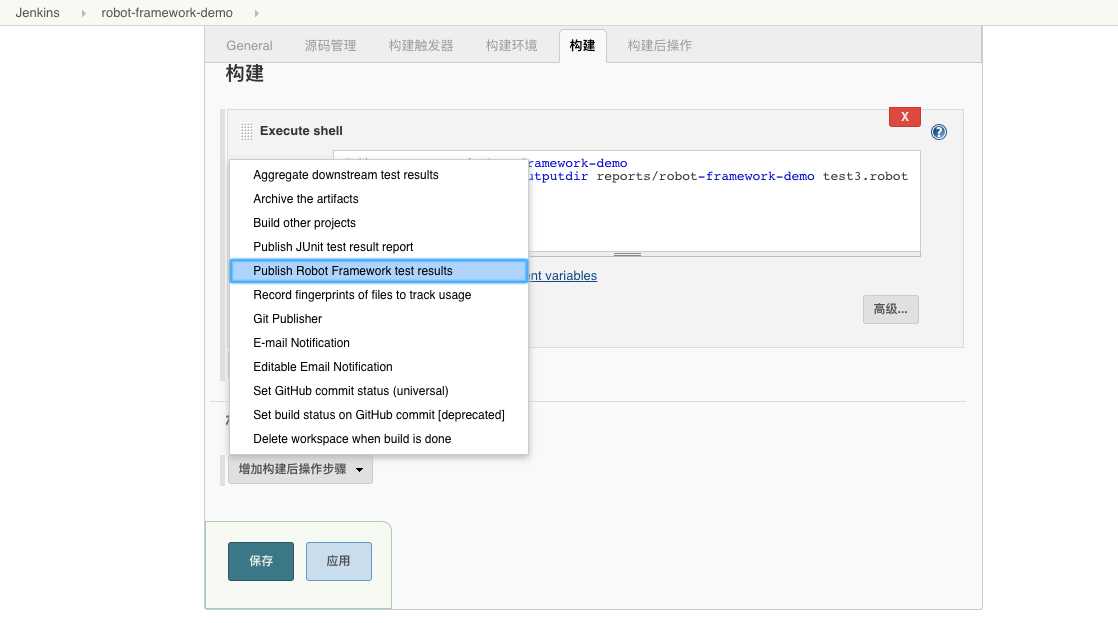 Jenkins robot-framework-demo
General 源码管理 构建触发器 构建环境 构建 构建后操作
构建
X
Execute shell
ramework-demo
utputdir reports/robot-framework-demo test3.robot
Aggregate downstream test results
Archive the artifacts
Build other projects
Publish JUnit test result report
Publish Robot Framework test results
nt variables
Record fingerprints of files to track usage
高级...
Git Publisher
E-mail Notification
Editable Email Notification
Set GitHub commit status (universal)
Set build status on GitHub commit [deprecated]
Delete workspace when build is done
增加构建后操作步骤
保存 应用